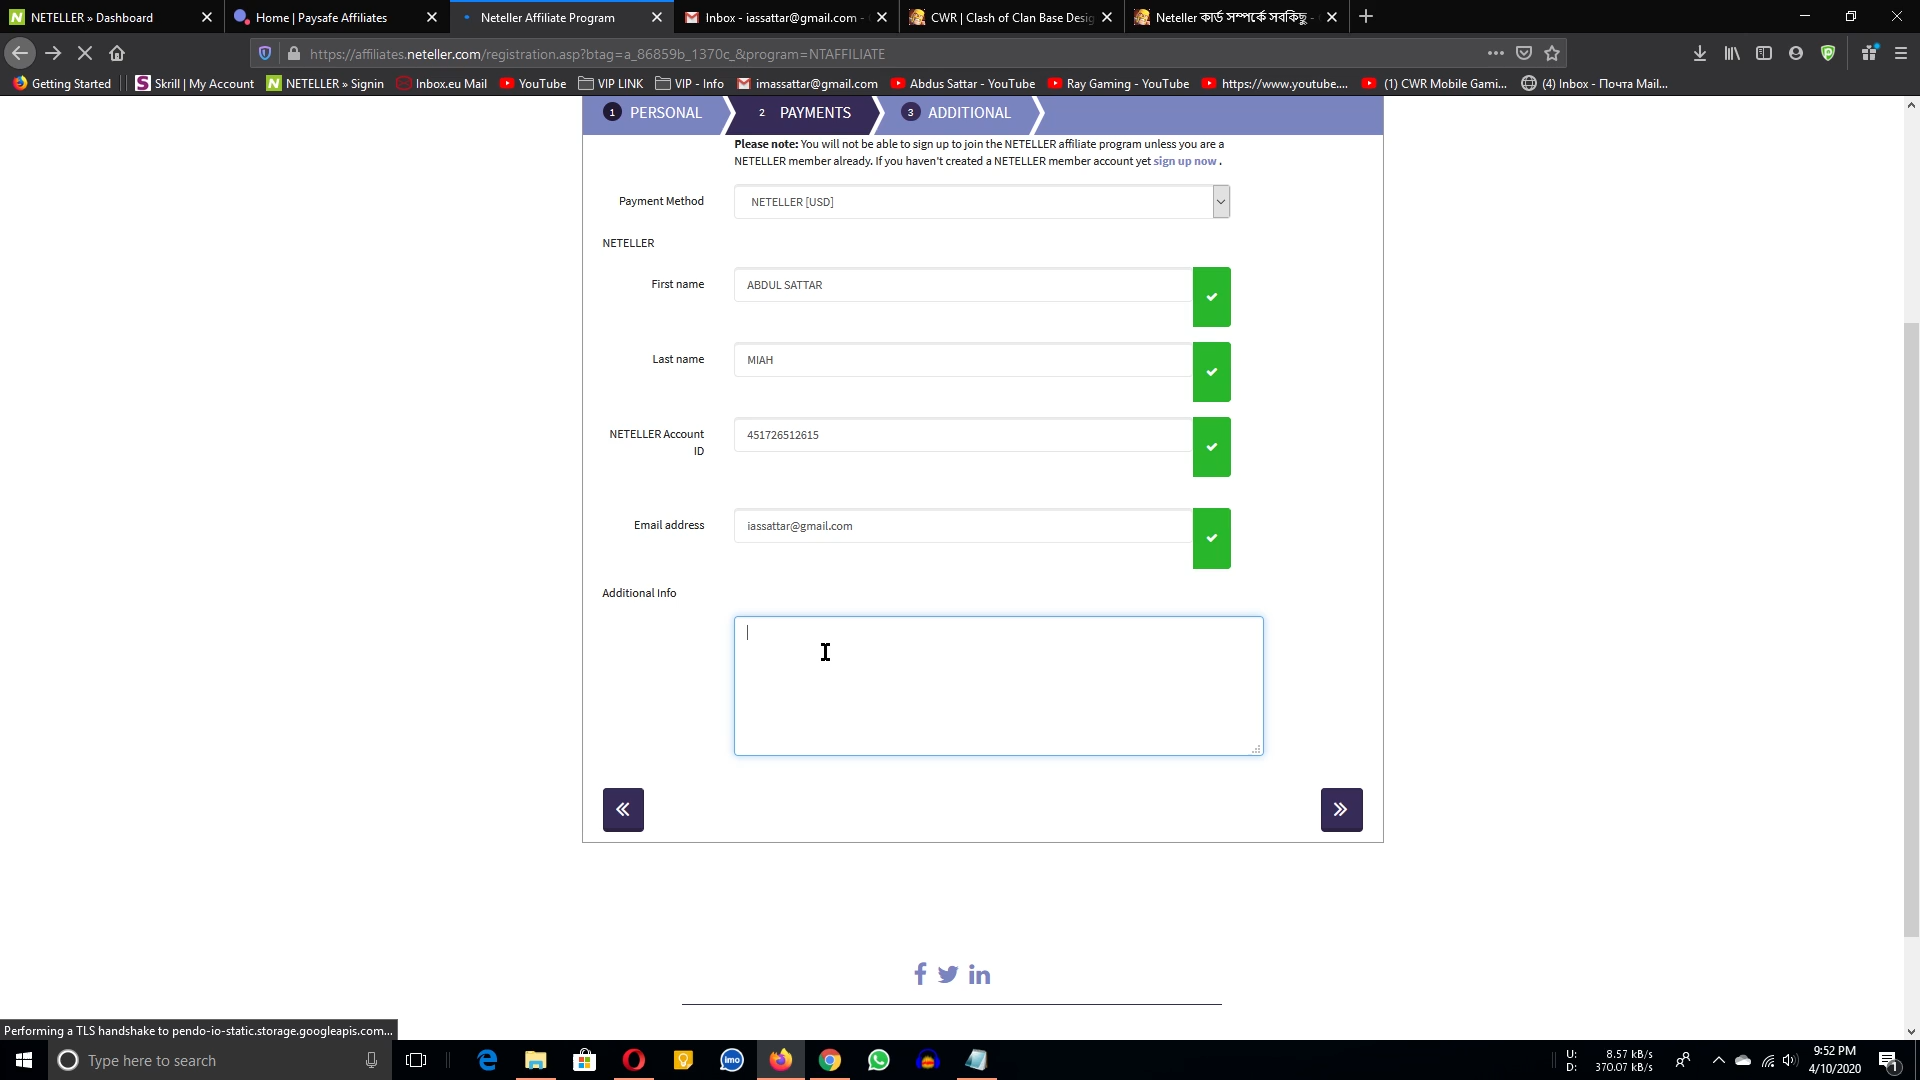 NETELLER » Dashboard
Home | Paysafe Affiliates
Neteller Affiliate Program
Inbox - iassattar@gmail.com -
CWR | Clash of Clan Base Desig
Neteller কার্ড সম্পর্কে সবকিছু -
https://affiliates.neteller.com/registration.asp?btag=a_86859b_1370c_&program=NTAFFILIATE
Getting Started
Skrill | My Account
NETELLER » Signin
Inbox.eu Mail
YouTube
VIP LINK
VIP - Info
imassattar@gmail.com
Abdus Sattar - YouTube
Ray Gaming - YouTube
https://www.youtube....
(1) CWR Mobile Gami...
(4) Inbox - Почта Mail...
1 PERSONAL
2 PAYMENTS
3 ADDITIONAL
Please note: You will not be able to sign up to join the NETELLER affiliate program unless you are a
NETELLER member already. If you haven't created a NETELLER member account yet sign up now .
Payment Method
NETELLER [USD]
NETELLER
First name
ABDUL SATTAR
Last name
MIAH
NETELLER Account
ID
451726512615
Email address
iassattar@gmail.com
Additional Info
Performing a TLS handshake to pendo-io-static.storage.googleapis.com...
Type here to search
imo
U: 8.57 kB/s
D: 370.07 kB/s
9:52 PM
4/10/2020
1